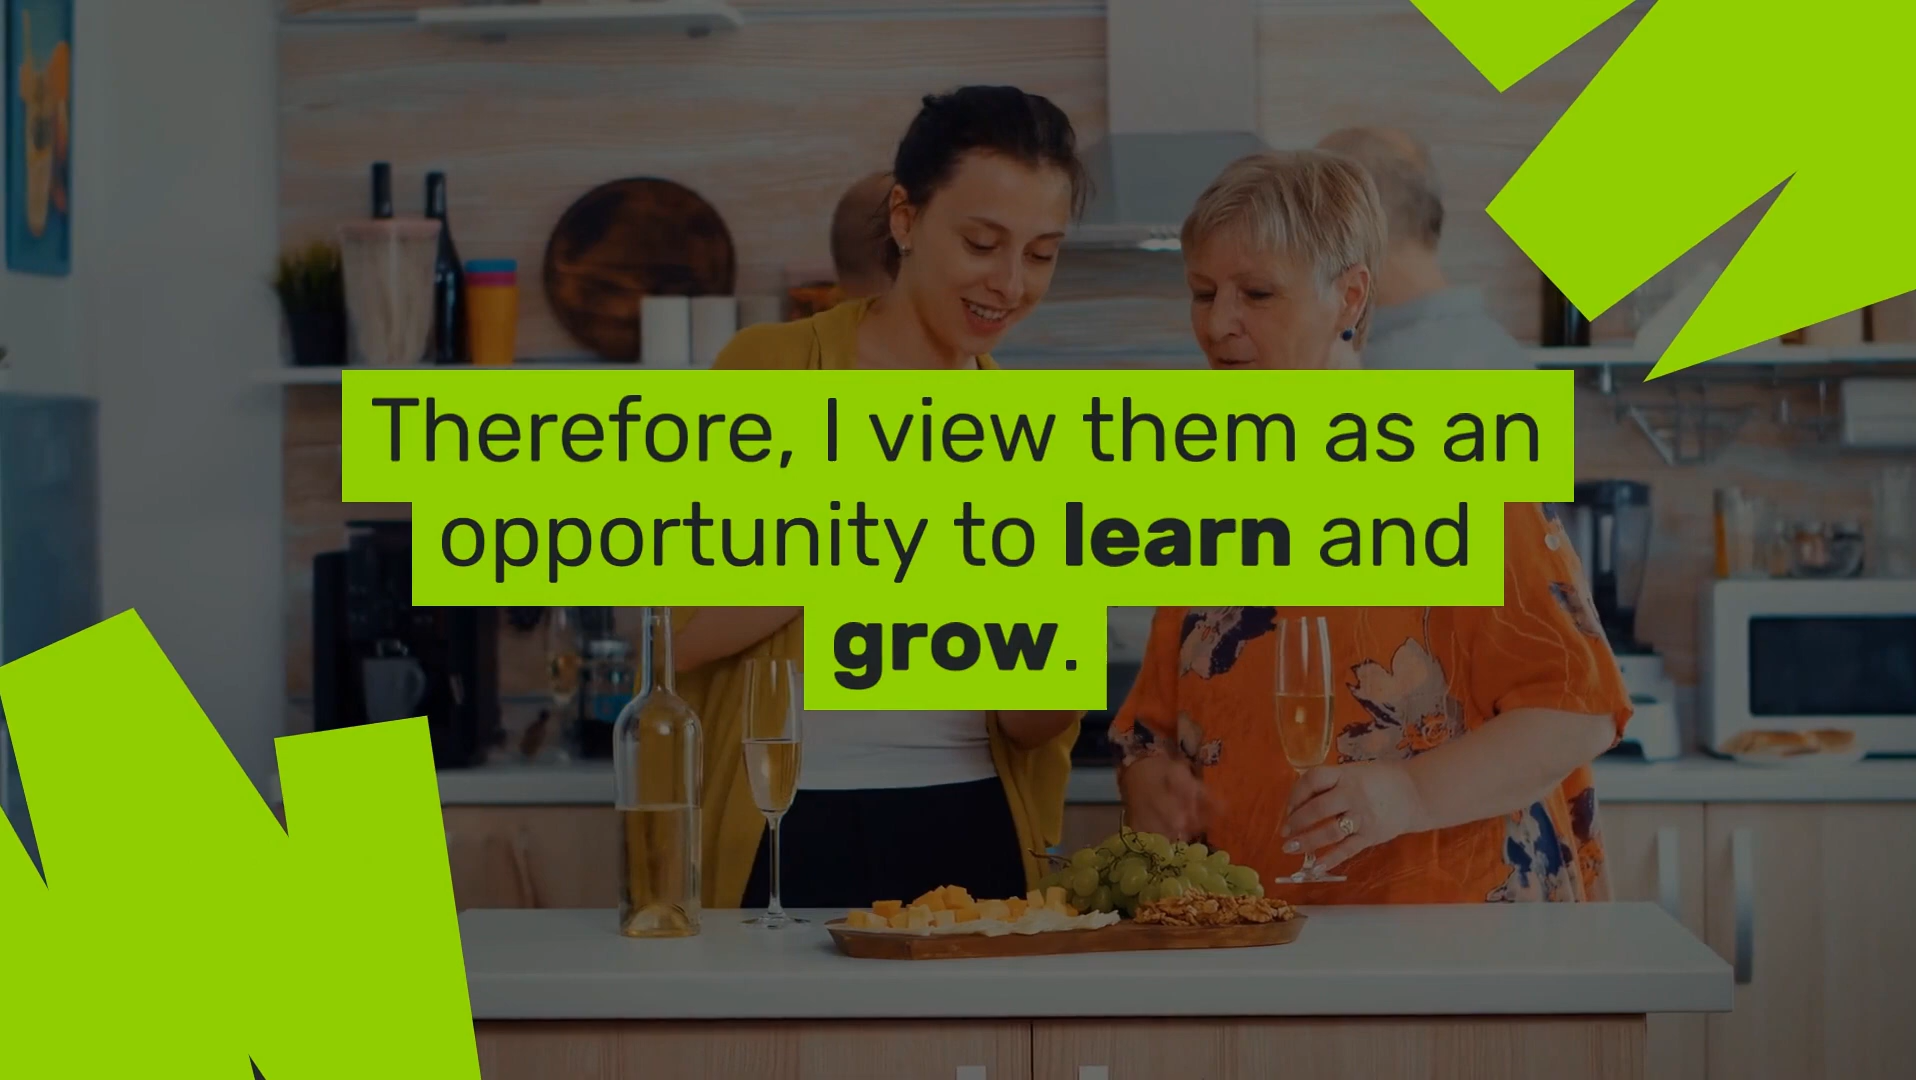 Therefore, I view them as an
opportunity to learn and
grow.